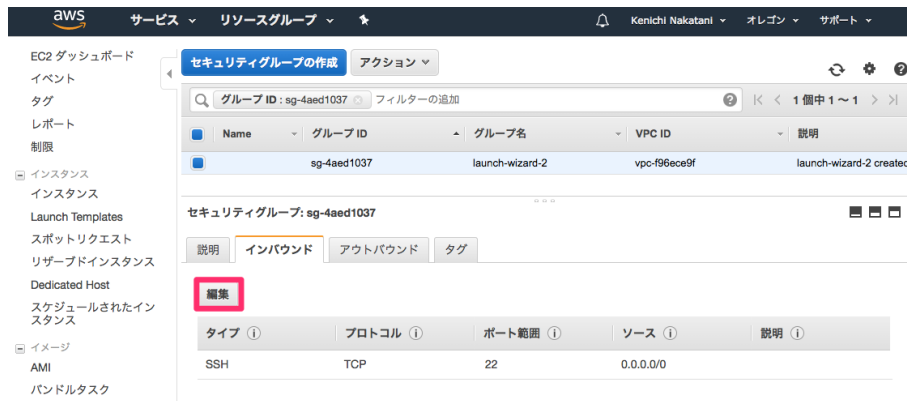 aws サービス リソースグループ Kenichi Nakatani オレゴン サポート
EC2 ダッシュボード
イベント
タグ
レポート
制限
インスタンス
インスタンス
Launch Templates
スポットリクエスト
リザーブドインスタンス
Dedicated Host
スケジュールされたイン
スタンス
イメージ
AMI
バンドルタスク
セキュリティグループの作成 アクション
グループ ID : sg-4aed1037 フィルターの追加 1 個中 1 ~ 1
Name グループ ID グループ名 VPC ID 説明
sg-4aed1037 launch-wizard-2 vpc-f96ece9f launch-wizard-2 created
セキュリティグループ: sg-4aed1037
説明 インバウンド アウトバウンド タグ
編集
タイプ プロトコル ポート範囲 ソース 説明
SSH TCP 22 0.0.0.0/0